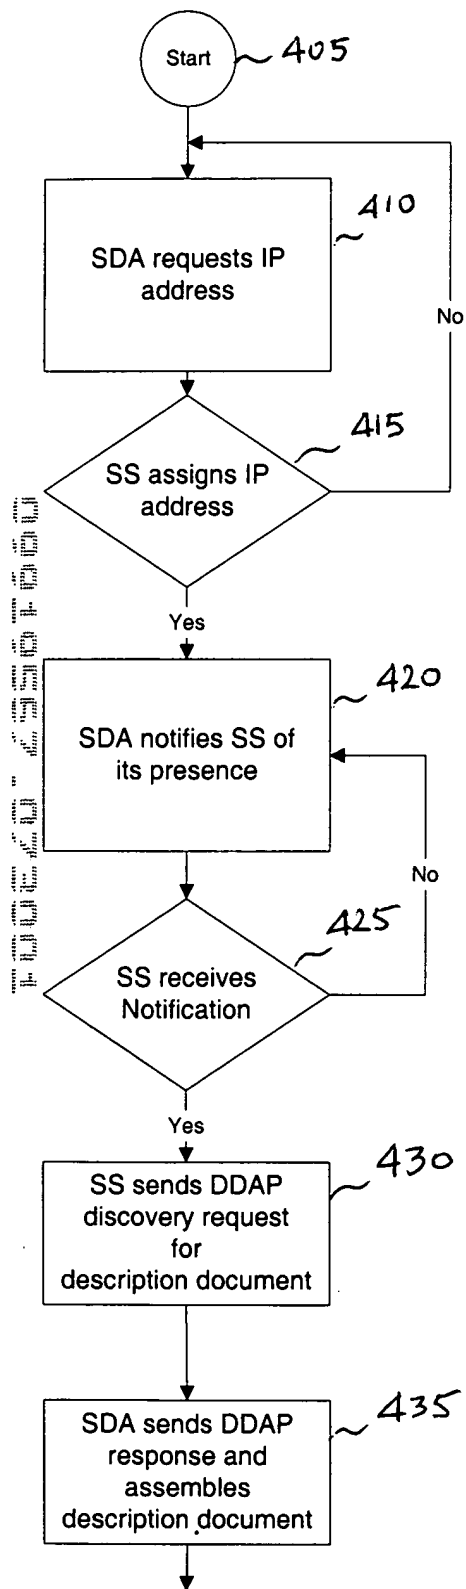 Start
405
410
SDA requests IP
address
No
415
SS assigns IP
address
Yes
420
SDA notifies SS of
its presence
No
425
SS receives
Notification
Yes
430
SS sends DDAP
discovery request
for
description document
435
SDA sends DDAP
response and
assembles
description document